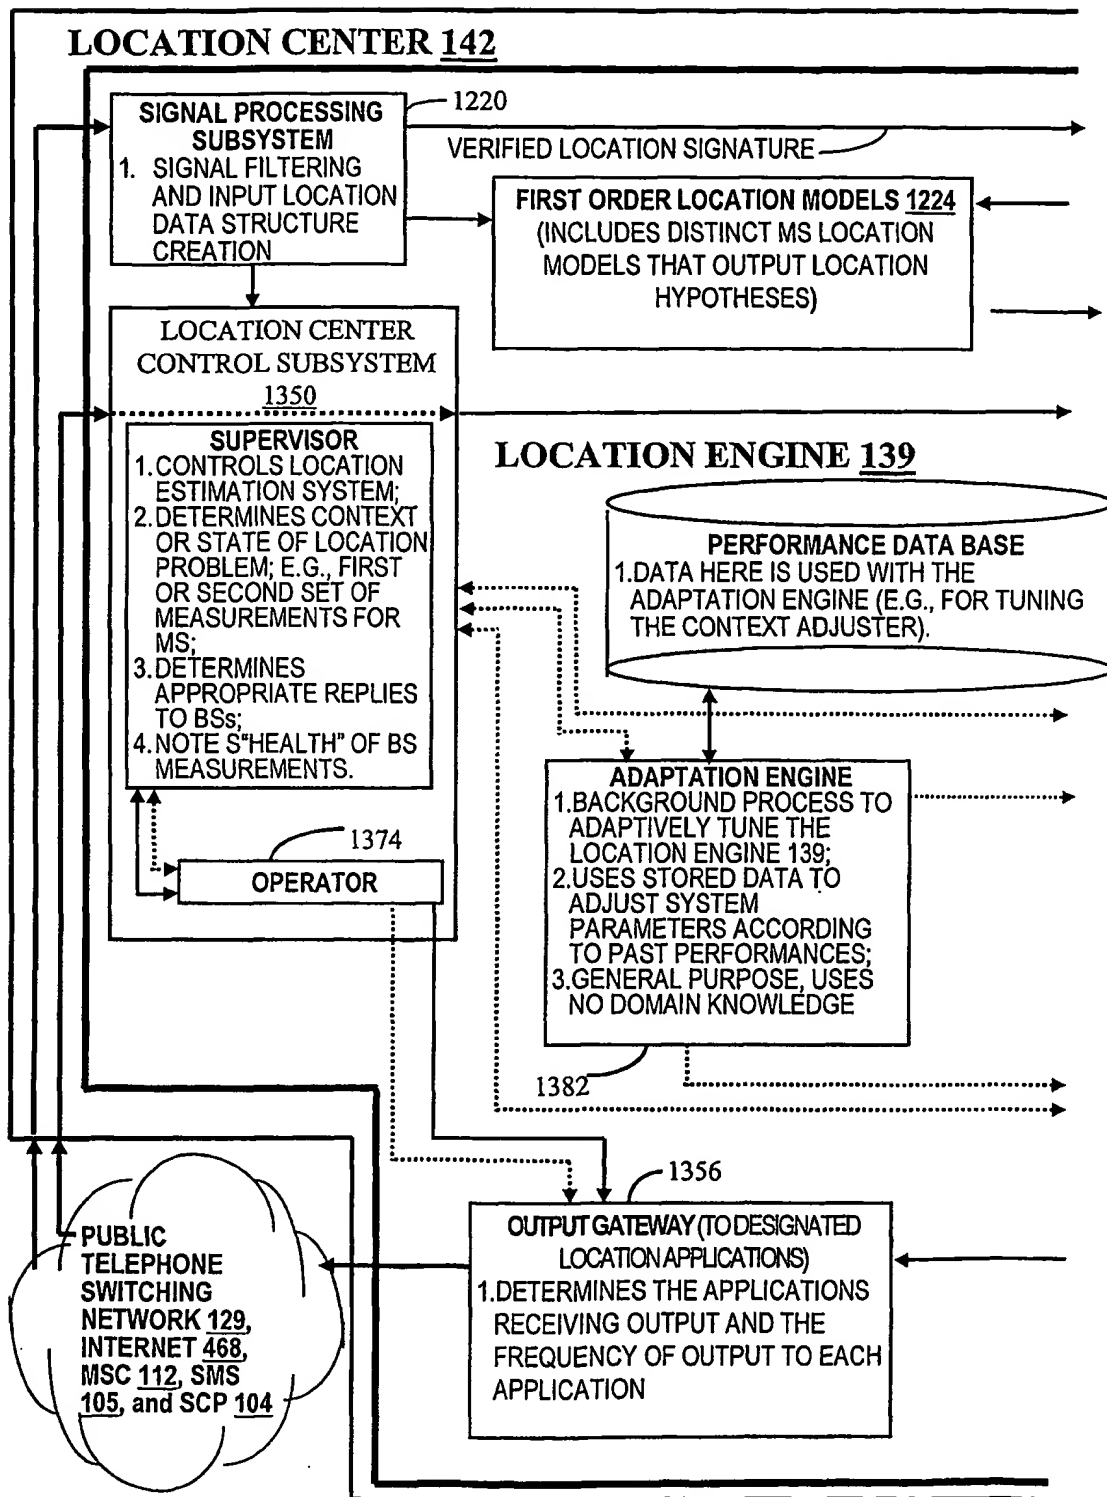 LOCATION CENTER 142
SIGNAL PROCESSING
SUBSYSTEM
1. SIGNAL FILTERING
AND INPUT LOCATION
DATA STRUCTURE
CREATION
1220
VERIFIED LOCATION SIGNATURE
FIRST ORDER LOCATION MODELS 1224
(INCLUDES DISTINCT MS LOCATION
MODELS THAT OUTPUT LOCATION
HYPOTHESES)
LOCATION CENTER
CONTROL SUBSYSTEM
1350
SUPERVISOR
1.CONTROLS LOCATION
ESTIMATION SYSTEM;
2.DETERMINES CONTEXT
OR STATE OF LOCATION
PROBLEM; E.G., FIRST
OR SECOND SET OF
MEASUREMENTS FOR
MS;
3.DETERMINES
APPROPRIATE REPLIES
TO BSs;
4.NOTE S"HEALTH" OF BS
MEASUREMENTS.
1374
OPERATOR
LOCATION ENGINE 139
PERFORMANCE DATA BASE
1.DATA HERE IS USED WITH THE
ADAPTATION ENGINE (E.G., FOR TUNING
THE CONTEXT ADJUSTER).
ADAPTATION ENGINE
1.BACKGROUND PROCESS TO
ADAPTIVELY TUNE THE
LOCATION ENGINE 139;
2.USES STORED DATA TO
ADJUST SYSTEM
PARAMETERS ACCORDING
TO PAST PERFORMANCES;
3.GENERAL PURPOSE, USES
NO DOMAIN KNOWLEDGE
1382
1356
OUTPUT GATEWAY (TO DESIGNATED
LOCATION APPLICATIONS)
1.DETERMINES THE APPLICATIONS
RECEIVING OUTPUT AND THE
FREQUENCY OF OUTPUT TO EACH
APPLICATION
PUBLIC
TELEPHONE
SWITCHING
NETWORK 129,
INTERNET 468,
MSC 112, SMS
105, and SCP 104